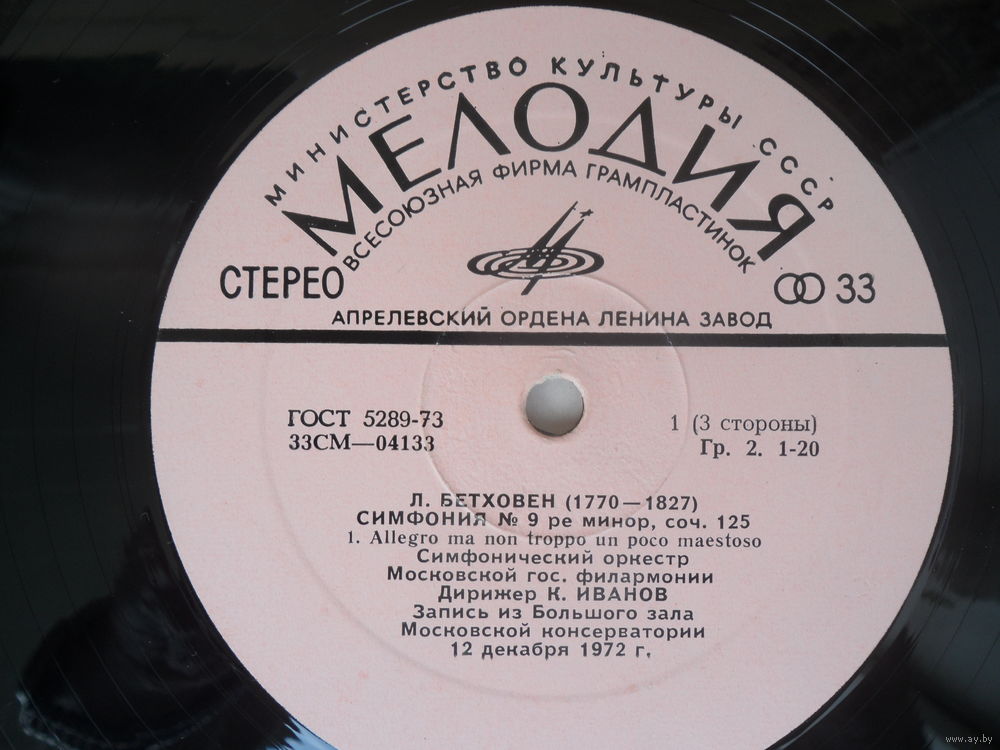 МИНИСТЕРСТВО КУЛЬТУРЫ СССР
МЕЛОДИЯ
ВСЕСОЮЗНАЯ ФИРМА ГРАМПЛАСТИНОК
СТЕРЕО
33
АПРЕЛЕВСКИЙ ОРДЕНА ЛЕНИНА ЗАВОД
ГОСТ 5289-73
33СМ—04133
1 (3 стороны)
Гр. 2. 1-20
Л. БЕТХОВЕН (1770—1827)
СИМФОНИЯ № 9 ре минор, соч. 125
1. Allegro ma non troppo un poco maestoso
Симфонический оркестр
Московской гос. филармонии
Дирижер К. ИВАНОВ
Запись из Большого зала
Московской консерватории
12 декабря 1972 г.
www.ay.by